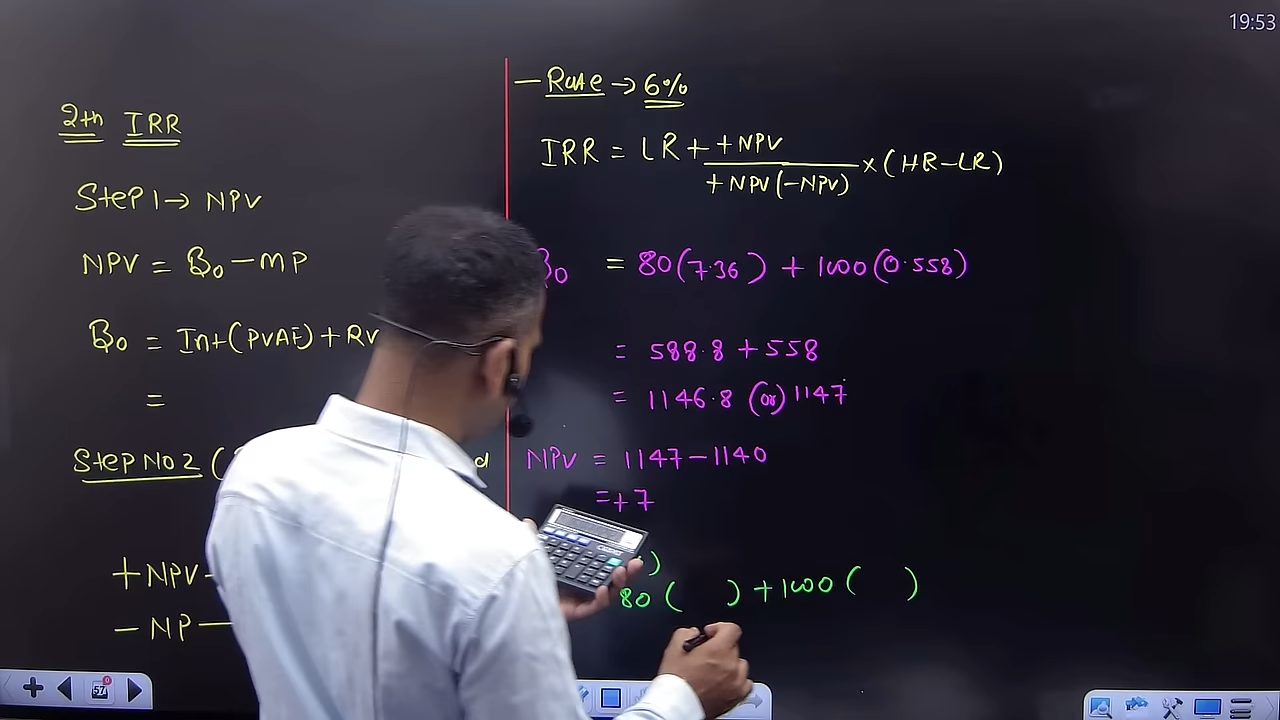 19:53
2th IRR
Step 1 → NPV
NPV = B0 - MP
B0 = Int(PVAF) + RV
=
Step No 2 (
+NPV-
- NP -
- Rate → 6%
IRR = LR + +NPV
+NPV(-NPV) × (HR-LR)
B0 = 80(7.36) + 1000(0.558)
= 588.8 + 558
= 1146.8 (or) 1147
NPV = 1147 - 1140
= +7
80 ( ) + 1000 ( )
57